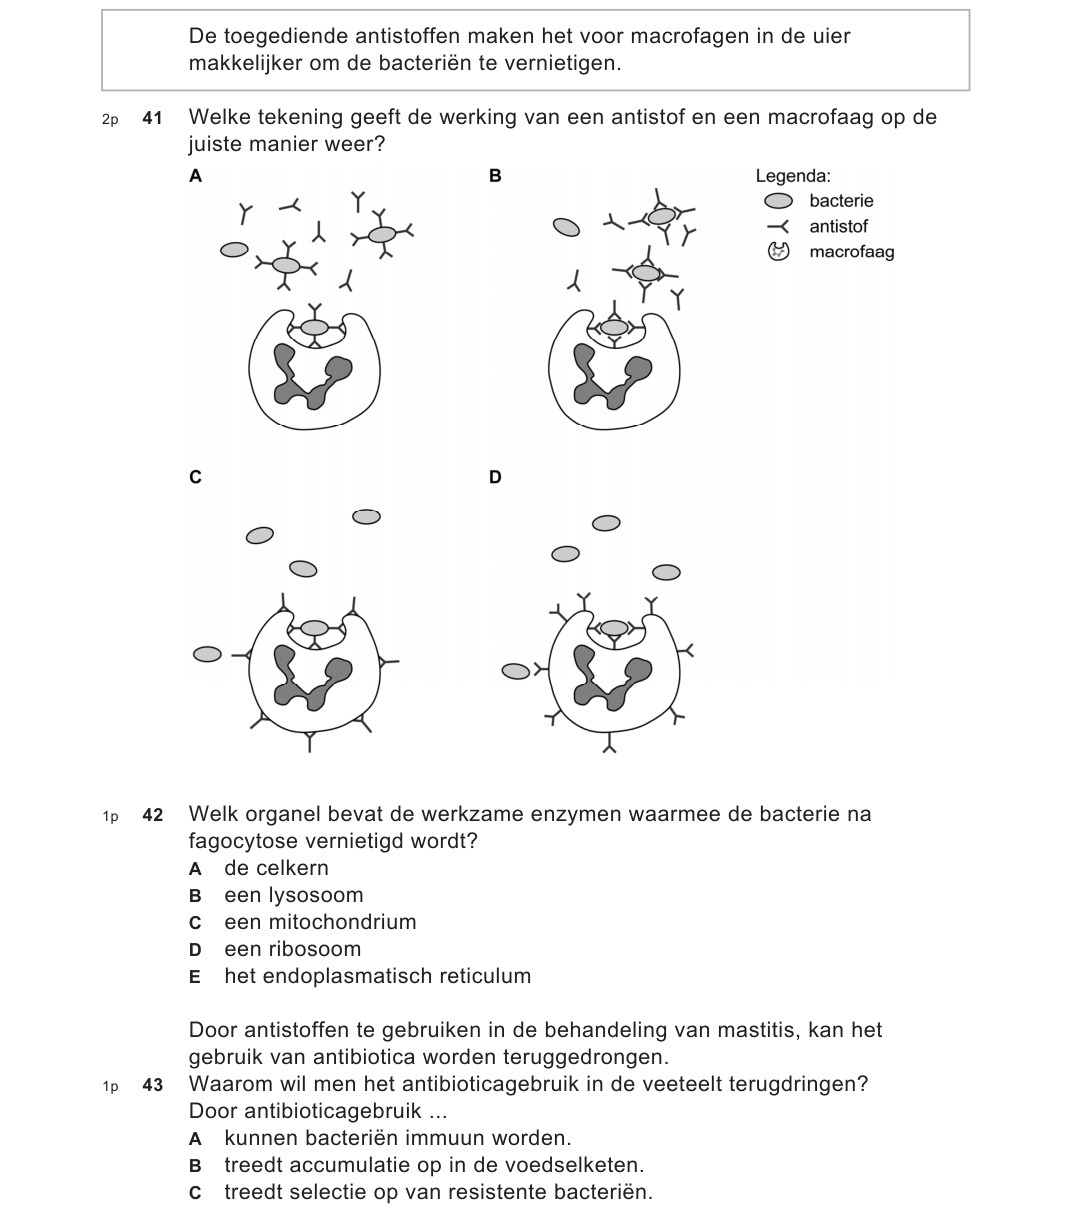 De toegediende antistoffen maken het voor macrofagen in de uier
makkelijker om de bacteriën te vernietigen.
2p 41 Welke tekening geeft de werking van een antistof en een macrofaag op de
juiste manier weer?
A
B
Legenda:
bacterie
antistof
macrofaag
C
D
1p 42 Welk organel bevat de werkzame enzymen waarmee de bacterie na
fagocytose vernietigd wordt?
A de celkern
B een lysosoom
C een mitochondrium
D een ribosoom
E het endoplasmatisch reticulum
Door antistoffen te gebruiken in de behandeling van mastitis, kan het
gebruik van antibiotica worden teruggedrongen.
1p 43 Waarom wil men het antibioticagebruik in de veeteelt terugdringen?
Door antibioticagebruik ...
A kunnen bacteriën immuun worden.
B treedt accumulatie op in de voedselketen.
C treedt selectie op van resistente bacteriën.